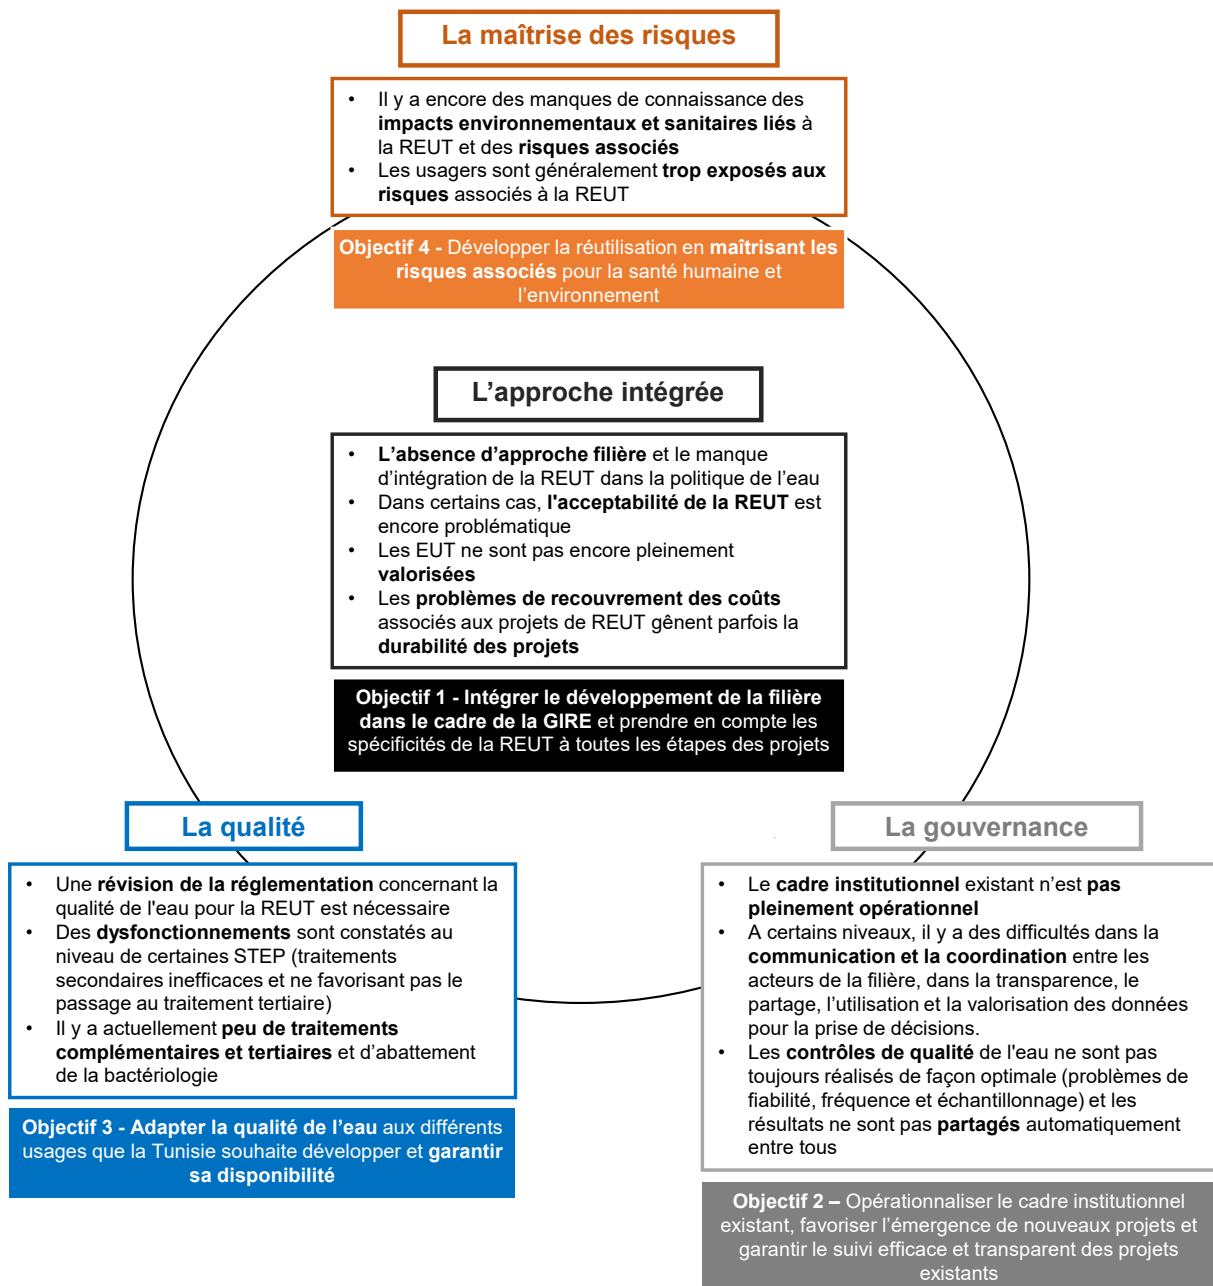 La maîtrise des risques
• Il y a encore des manques de connaissance des
impacts environnementaux et sanitaires liés à
la REUT et des risques associés
• Les usagers sont généralement trop exposés aux
risques associés à la REUT
Objectif 4 - Développer la réutilisation en maîtrisant les
risques associés pour la santé humaine et
l'environnement
L'approche intégrée
• L'absence d'approche filière et le manque
d'intégration de la REUT dans la politique de l'eau
• Dans certains cas, l'acceptabilité de la REUT est
encore problématique
• Les EUT ne sont pas encore pleinement
valorisées
• Les problèmes de recouvrement des coûts
associés aux projets de REUT gênent parfois la
durabilité des projets
Objectif 1 - Intégrer le développement de la filière
dans le cadre de la GIRE et prendre en compte les
spécificités de la REUT à toutes les étapes des projets
La qualité
• Une révision de la réglementation concernant la
qualité de l'eau pour la REUT est nécessaire
• Des dysfonctionnements sont constatés au
niveau de certaines STEP (traitements
secondaires inefficaces et ne favorisant pas le
passage au traitement tertiaire)
• Il y a actuellement peu de traitements
complémentaires et tertiaires et d'abattement
de la bactériologie
Objectif 3 - Adapter la qualité de l'eau aux différents
usages que la Tunisie souhaite développer et garantir
sa disponibilité
La gouvernance
• Le cadre institutionnel existant n'est pas
pleinement opérationnel
• A certains niveaux, il y a des difficultés dans la
communication et la coordination entre les
acteurs de la filière, dans la transparence, le
partage, l'utilisation et la valorisation des données
pour la prise de décisions.
• Les contrôles de qualité de l'eau ne sont pas
toujours réalisés de façon optimale (problèmes de
fiabilité, fréquence et échantillonnage) et les
résultats ne sont pas partagés automatiquement
entre tous
Objectif 2 – Opérationnaliser le cadre institutionnel
existant, favoriser l'émergence de nouveaux projets et
garantir le suivi efficace et transparent des projets
existants